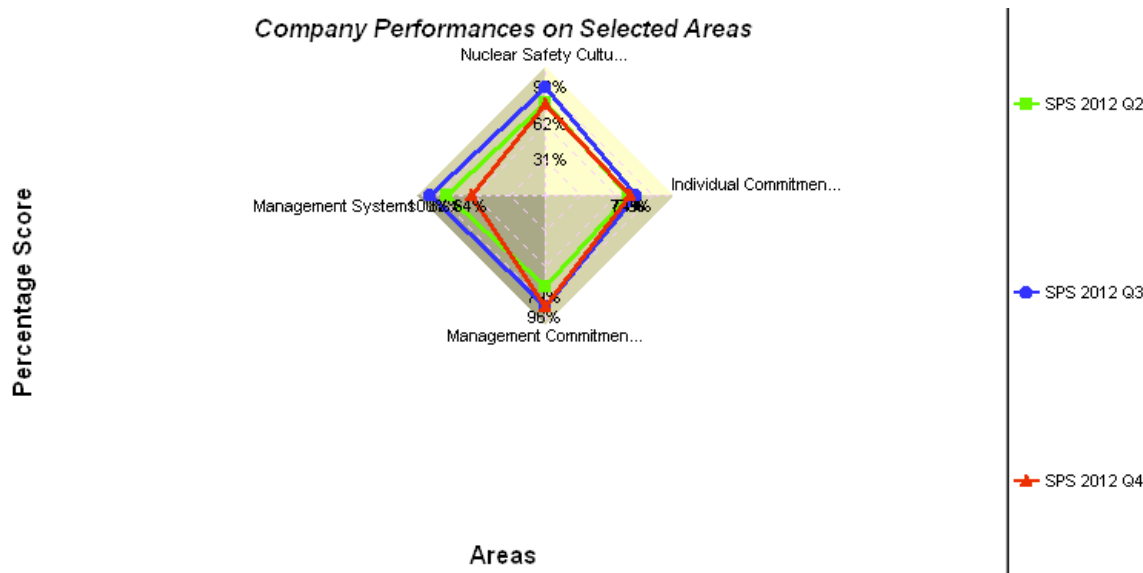 Company Performances on Selected Areas
Nuclear Safety Cultu...
62%
31%
Individual Commitmen...
Management Systems
64%
96%
Management Commitmen...
Percentage Score
Areas
SPS 2012 Q2
SPS 2012 Q3
SPS 2012 Q4